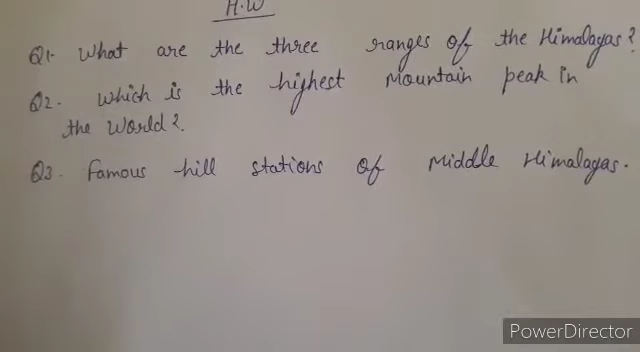 H.W
Q1. What are the three ranges of the Himalayas?
Q2. Which is the highest Mountain peak in
the World?
Q3. Famous hill stations of Middle Himalayas.
PowerDirector